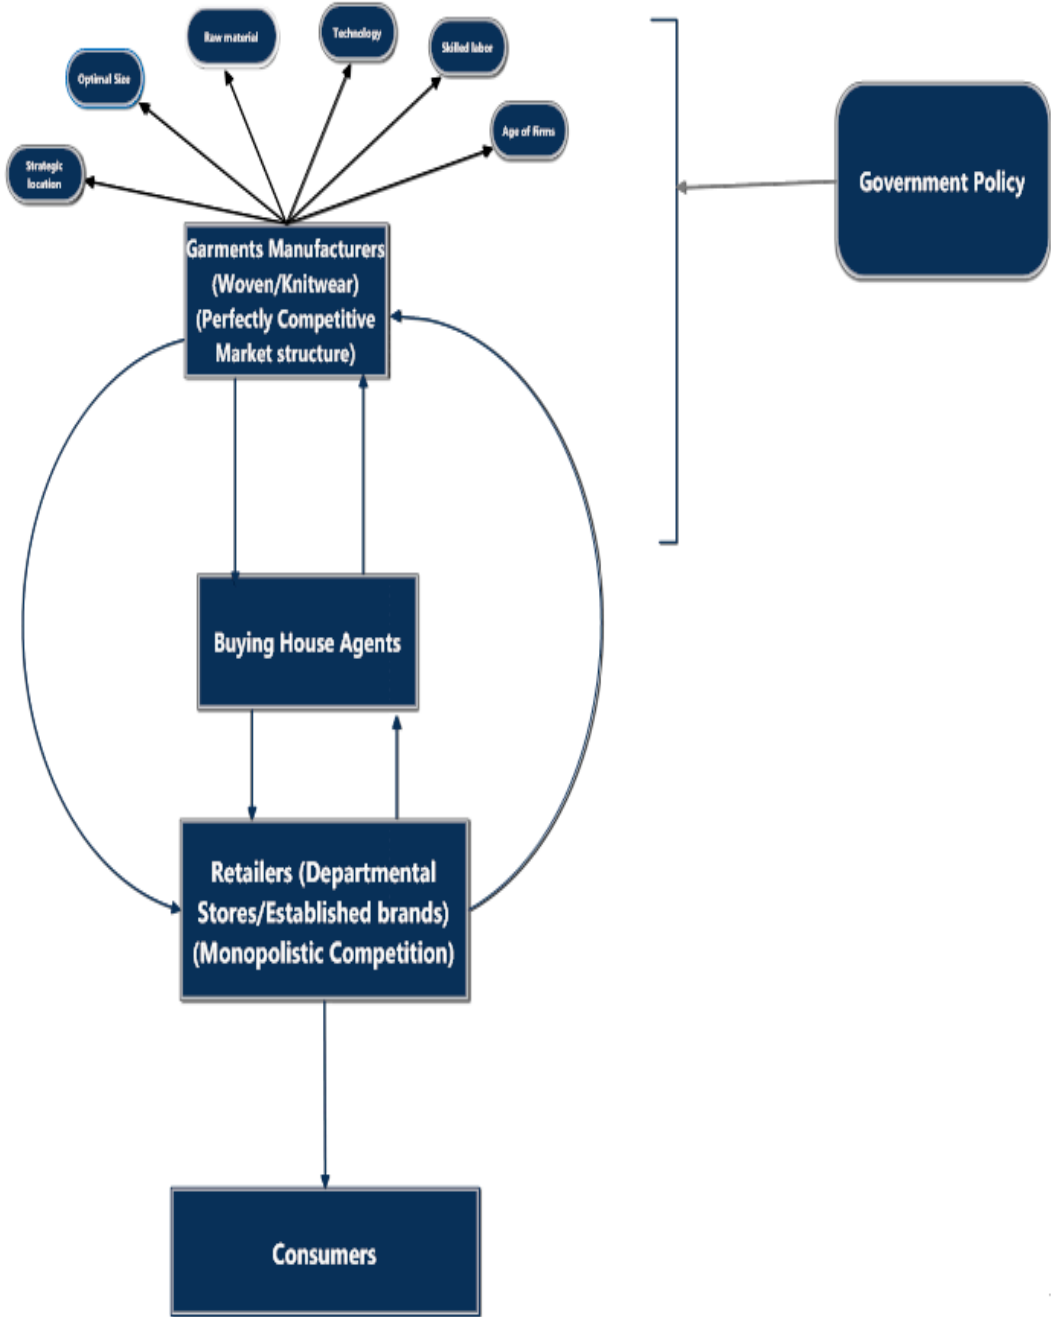 Raw material
Technology
Skilled labor
Optimal Size
Age of Firms
Strategic
location
Government Policy
Garments Manufacturers
(Woven/Knitwear)
(Perfectly Competitive
Market structure)
Buying House Agents
Retailers (Departmental
Stores/Established brands)
(Monopolistic Competition)
Consumers